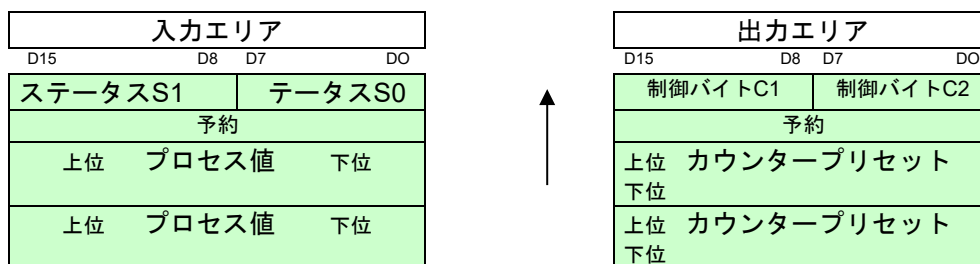 入力エリア
D15 D8 D7 DO
ステータスS1 テータスS0
予約
上位 プロセス値 下位
上位 プロセス値 下位
出力エリア
D15 D8 D7 DO
制御バイトC1 制御バイトC2
予約
上位 カウンタープリセット
下位
上位 カウンタープリセット
下位